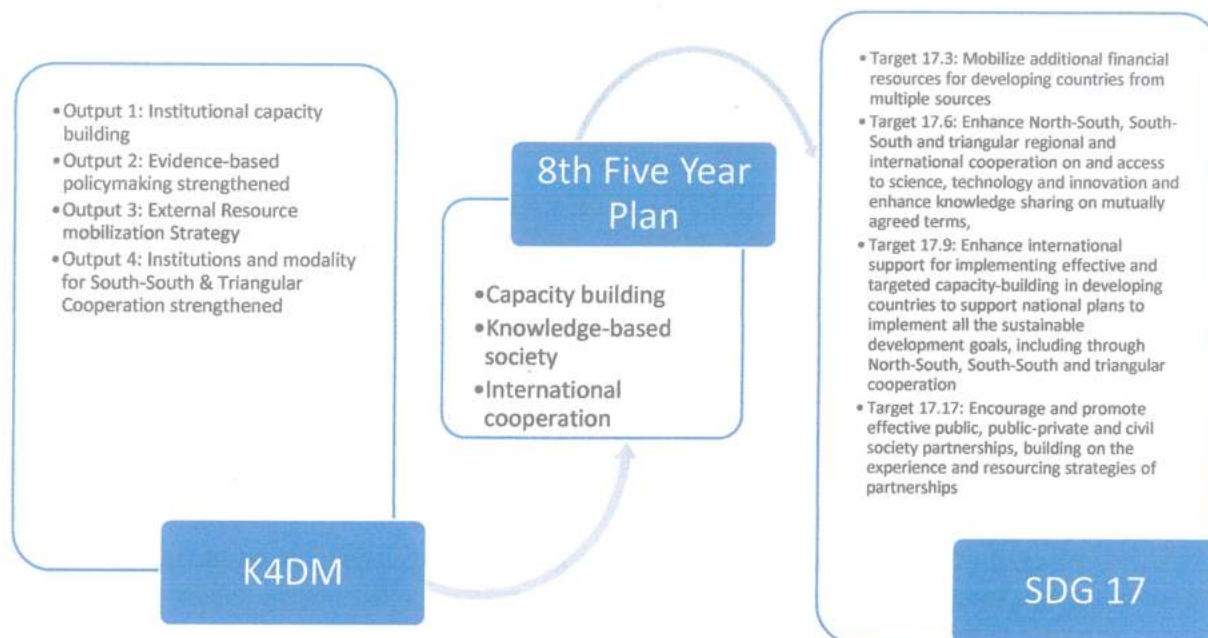 •Output 1: Institutional capacity
building
•Output 2: Evidence-based
policymaking strengthened
•Output 3: External Resource
mobilization Strategy
•Output 4: Institutions and modality
for South-South & Triangular
Cooperation strengthened
K4DM
8th Five Year
Plan
•Capacity building
•Knowledge-based
society
•International
cooperation
• Target 17.3: Mobilize additional financial
resources for developing countries from
multiple sources
• Target 17.6: Enhance North-South, South-
South and triangular regional and
international cooperation on and access
to science, technology and innovation and
enhance knowledge sharing on mutually
agreed terms,
• Target 17.9: Enhance international
support for implementing effective and
targeted capacity-building in developing
countries to support national plans to
implement all the sustainable
development goals, including through
North-South, South-South and triangular
cooperation
• Target 17.17: Encourage and promote
effective public, public-private and civil
society partnerships, building on the
experience and resourcing strategies of
partnerships
SDG 17